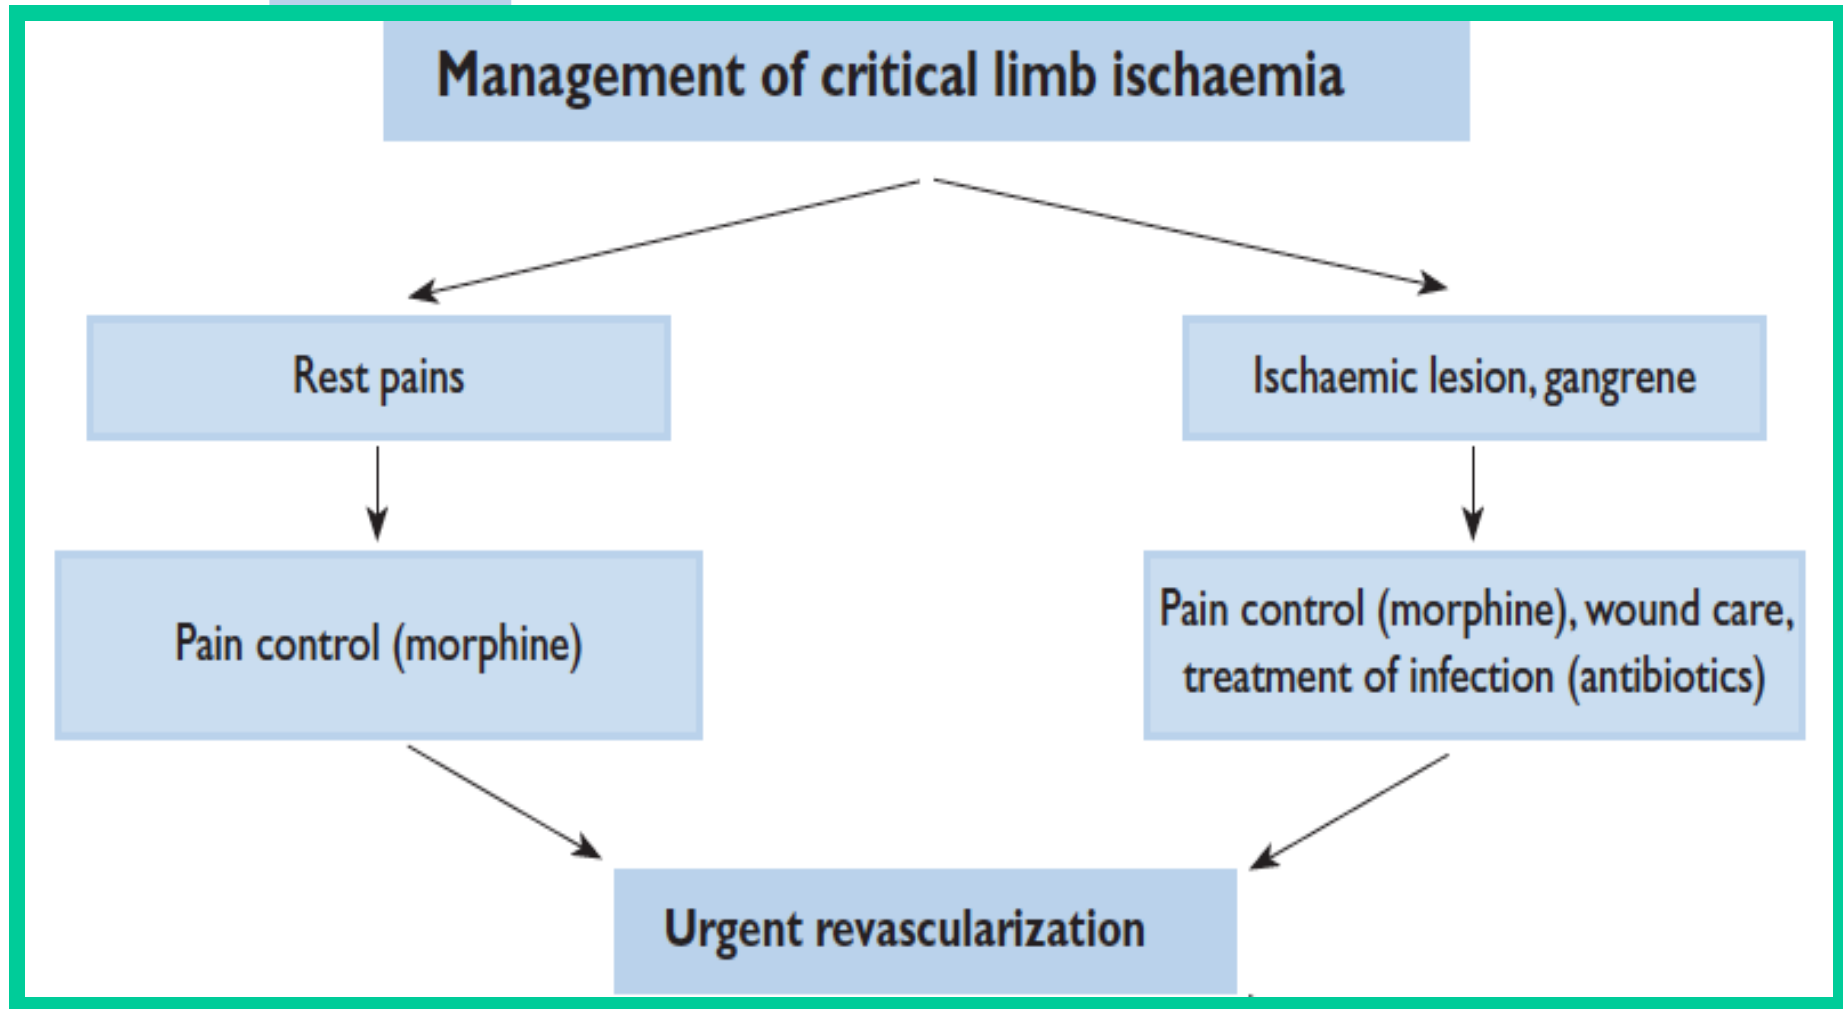 Management of critical limb ischaemia
Rest pains
Ischaemic lesion, gangrene
Pain control (morphine)
Pain control (morphine), wound care,
treatment of infection (antibiotics)
Urgent revascularization